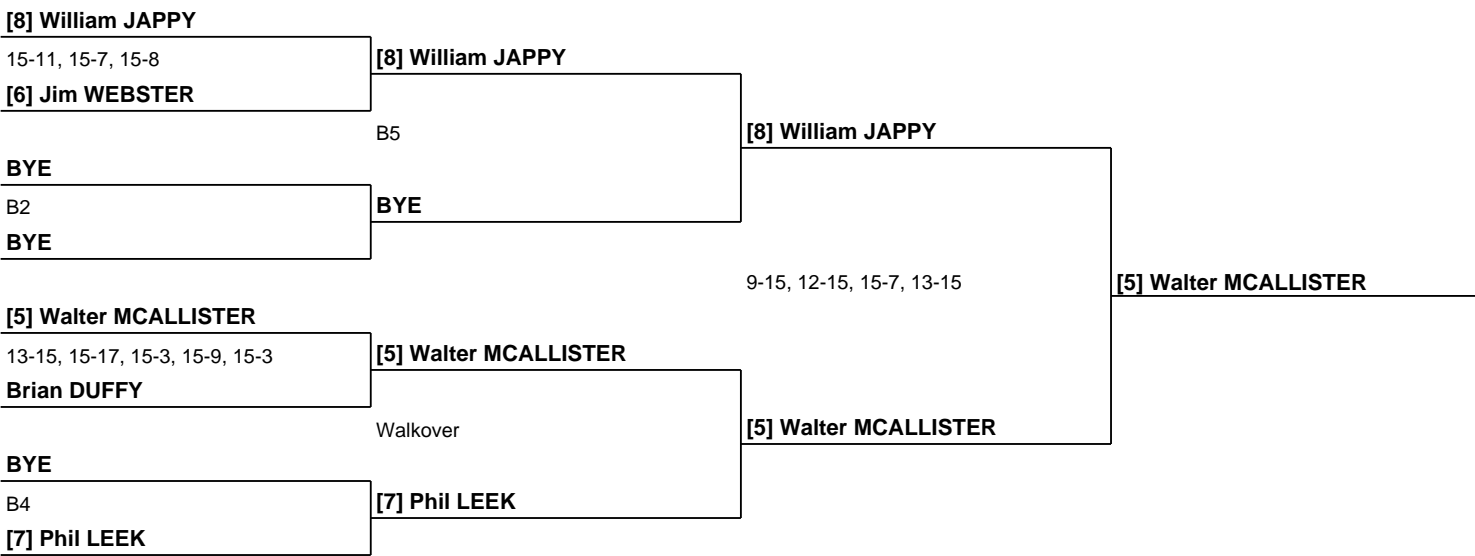 [8] William JAPPY
15-11, 15-7, 15-8
[6] Jim WEBSTER
BYE
B2
BYE
[5] Walter MCALLISTER
13-15, 15-17, 15-3, 15-9, 15-3
Brian DUFFY
BYE
B4
[7] Phil LEEK
[8] William JAPPY
B5
BYE
[5] Walter MCALLISTER
Walkover
[7] Phil LEEK
[8] William JAPPY
9-15, 12-15, 15-7, 13-15
[5] Walter MCALLISTER
[5] Walter MCALLISTER